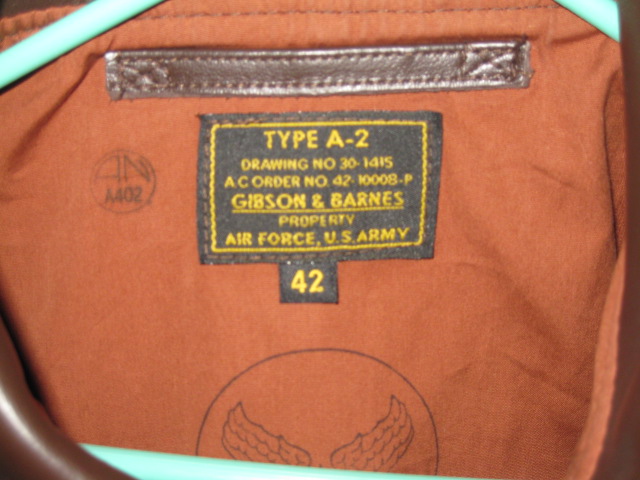 TYPE A-2
DRAWING NO 30-1415
A.C ORDER NO. 42-10008-P
GIBSON & BARNES
PROPERTY
AIR FORCE, U.S. ARMY
42
AN
A402